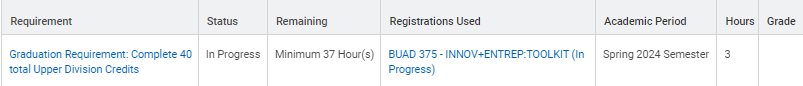 Requirement Status Remaining Registrations Used Academic Period Hours Grade
Graduation Requirement: Complete 40 In Progress Minimum 37 Hour(s) BUAD 375 - INNOV+ENTREP:TOOLKIT (In Spring 2024 Semester 3
total Upper Division Credits Progress)